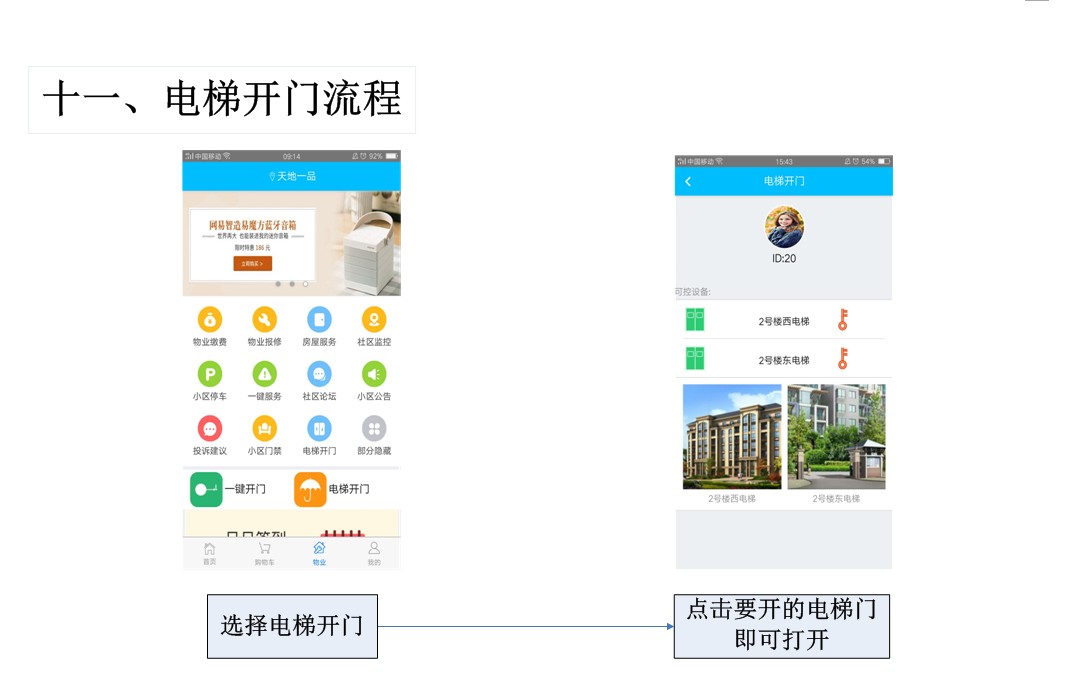 十一、电梯开门流程
中国移动 09:14 92%
天地一品
网易智造易魔方蓝牙音箱
世界再大 也能装进我的迷你音箱
限时特惠 186 元
立即购买 >
物业缴费 物业报修 房屋服务 社区监控
小区停车 一键服务 社区论坛 小区公告
投诉建议 小区门禁 电梯开门 部分隐藏
一键开门 电梯开门
首页 购物车 物业 我的
选择电梯开门
中国移动 15:43 54%
电梯开门
ID:20
可控设备:
2号楼西电梯
2号楼东电梯
2号楼西电梯 2号楼东电梯
点击要开的电梯门
即可打开